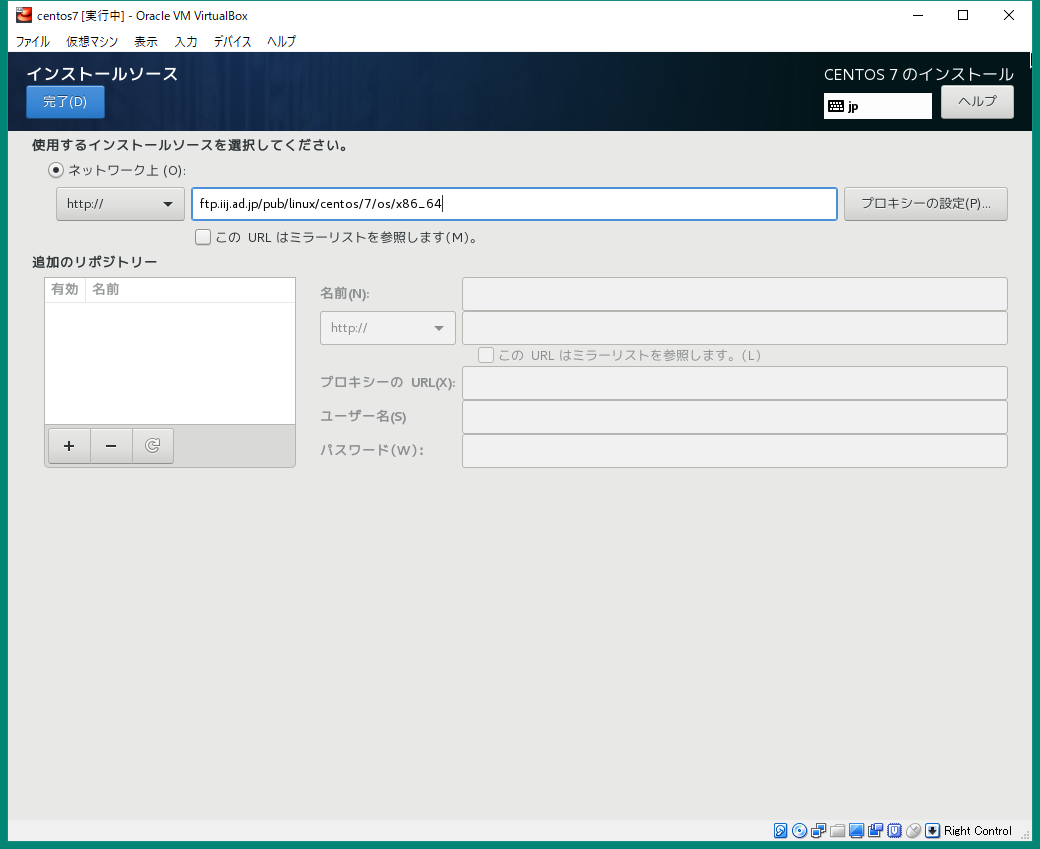 centos7 [実行中] - Oracle VM VirtualBox
ファイル 仮想マシン 表示 入力 デバイス ヘルプ
インストールソース
CENTOS 7 のインストール
完了(D)
jp
ヘルプ
使用するインストールソースを選択してください。
ネットワーク上 (O):
http://
ftp.iij.ad.jp/pub/linux/centos/7/os/x86_64
プロキシーの設定(P)...
この URL はミラーリストを参照します(M)。
追加のリポジトリー
有効 名前
名前(N):
http://
この URL はミラーリストを参照します。(L)
プロキシーの URL(X):
ユーザー名(S)
パスワード(W):
Right Control